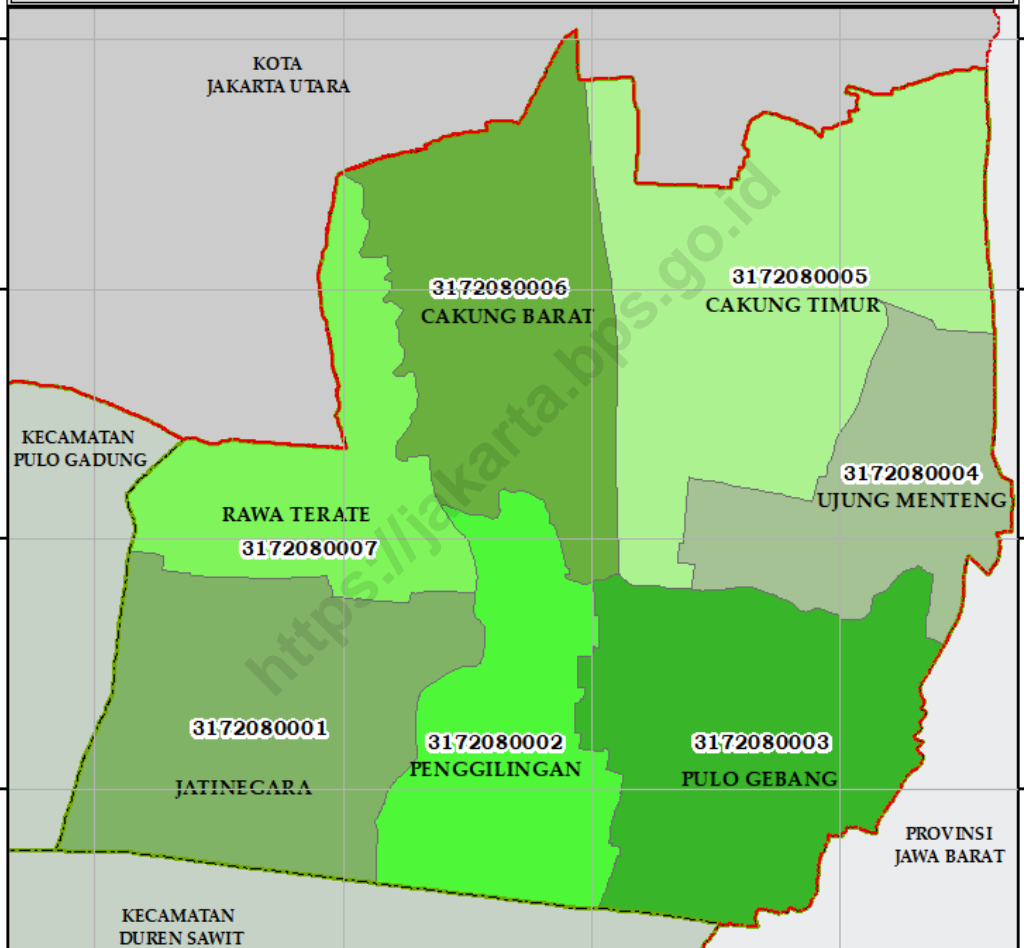 KOTA
JAKARTA UTARA
3172080005
CAKUNG TIMUR
3172080006
CAKUNG BARAT
KECAMATAN
PULO GADUNG
3172080004
UJUNG MENTENG
RAWA TERATE
3172080007
https://jakarta.bps.go.id
3172080001
JATINEGARA
3172080002
PENGGILINGAN
3172080003
PULO GEBANG
PROVINSI
JAWA BARAT
KECAMATAN
DUREN SAWIT